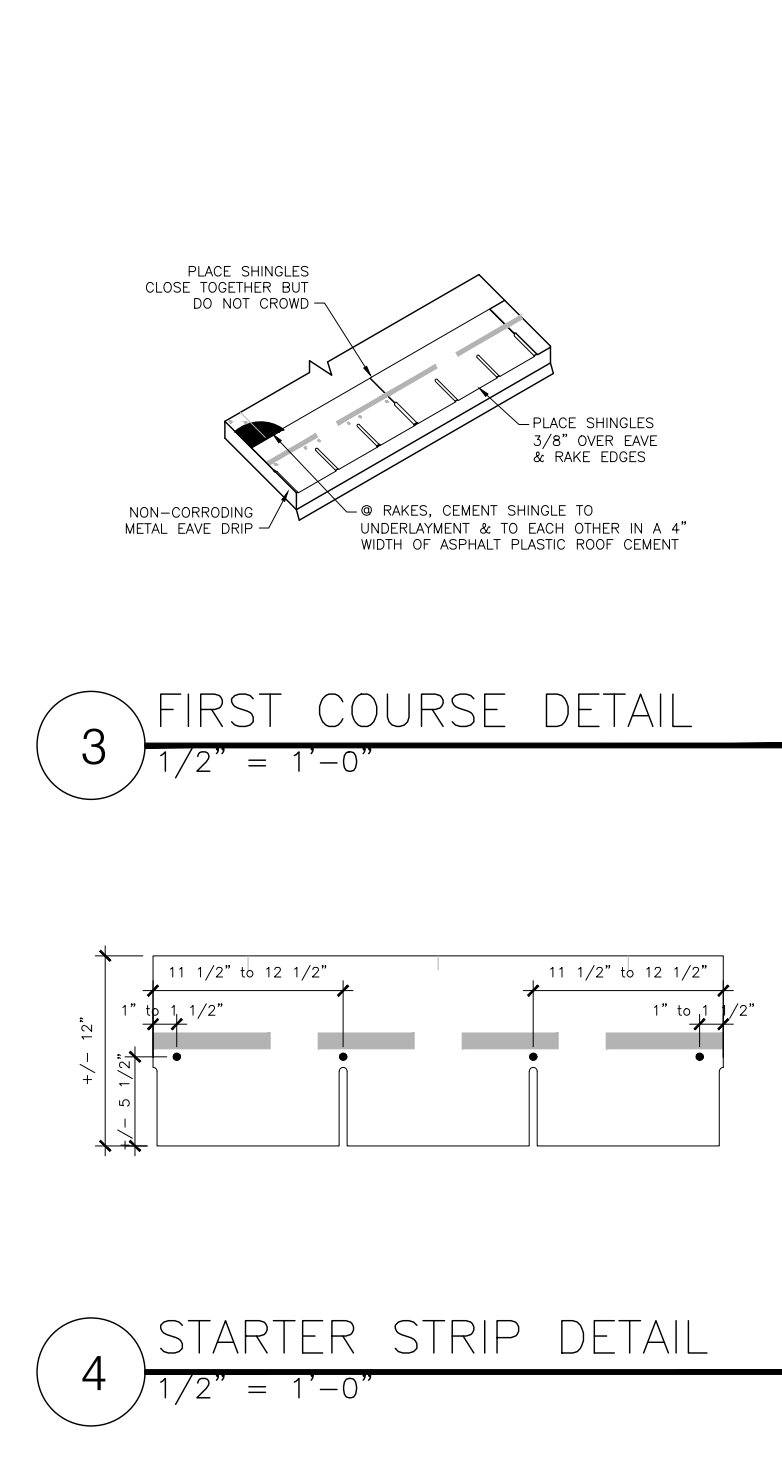 PLACE SHINGLES
CLOSE TOGETHER BUT
DO NOT CROWD
PLACE SHINGLES
3/8" OVER EAVE
& RAKE EDGES
NON-CORRODING
METAL EAVE DRIP
@ RAKES, CEMENT SHINGLE TO
UNDERLAYMENT & TO EACH OTHER IN A 4"
WIDTH OF ASPHALT PLASTIC ROOF CEMENT
3
FIRST COURSE DETAIL
1/2" = 1'-0"
11 1/2" to 12 1/2"
11 1/2" to 12 1/2"
1" to 1 1/2"
1" to 1 1/2"
+/- 12"
+/- 5 1/2"
4
STARTER STRIP DETAIL
1/2" = 1'-0"